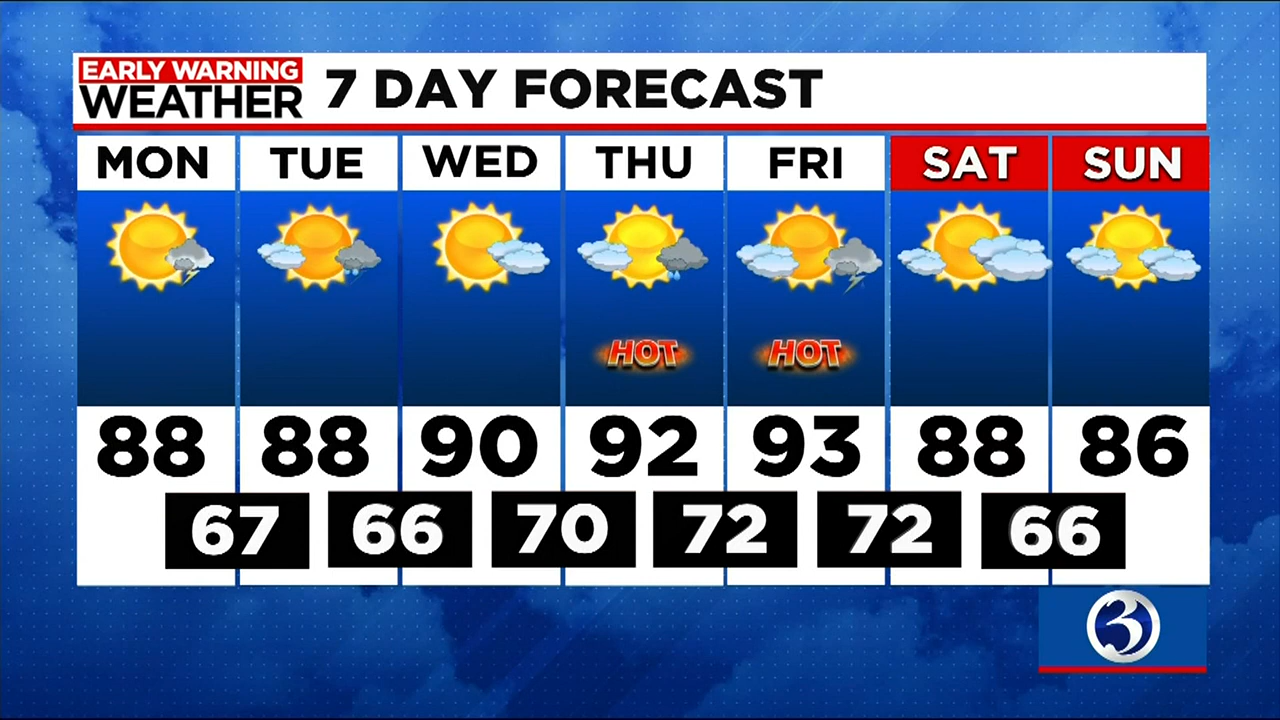 EARLY WARNING
WEATHER
7 DAY FORECAST
MON TUE WED THU FRI SAT SUN
HOT HOT
88 88 90 92 93 88 86
67 66 70 72 72 66
3